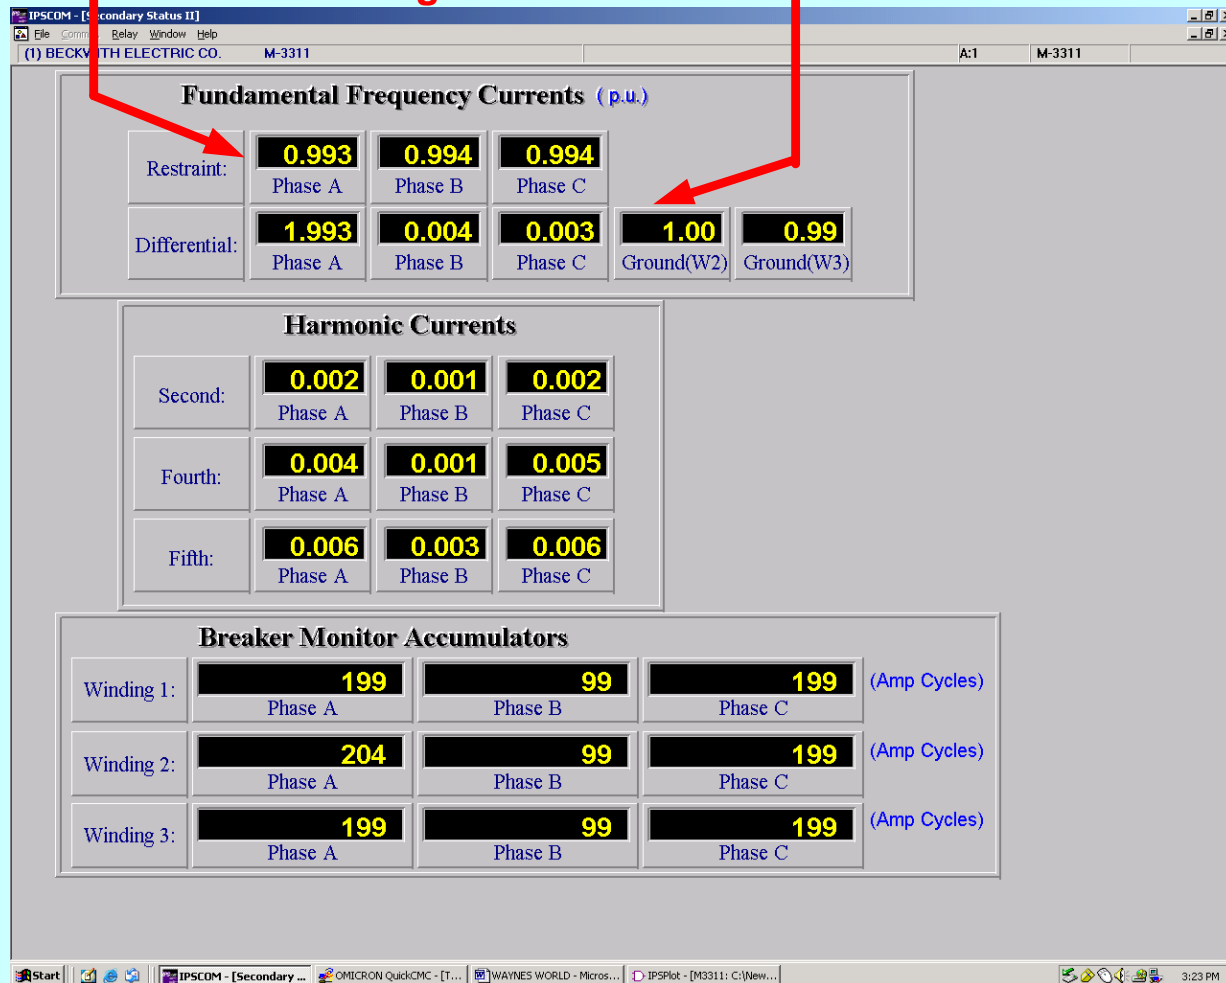 IPSCOM - [Secondary Status II]
File Comm Relay Window Help
(1) BECKWITH ELECTRIC CO. M-3311 A:1 M-3311
Fundamental Frequency Currents (p.u.)
Restraint: 0.993 0.994 0.994
Phase A Phase B Phase C
Differential: 1.993 0.004 0.003 1.00 0.99
Phase A Phase B Phase C Ground(W2) Ground(W3)
Harmonic Currents
Second: 0.002 0.001 0.002
Phase A Phase B Phase C
Fourth: 0.004 0.001 0.005
Phase A Phase B Phase C
Fifth: 0.006 0.003 0.006
Phase A Phase B Phase C
Breaker Monitor Accumulators
Winding 1: 199 99 199 (Amp Cycles)
Phase A Phase B Phase C
Winding 2: 204 99 199 (Amp Cycles)
Phase A Phase B Phase C
Winding 3: 199 99 199 (Amp Cycles)
Phase A Phase B Phase C
Start IPSCOM - [Secondary ... OMICRON QuickCMC - [T... WAYNES WORLD - Micros... IPSPlot - [M3311: C:\New... 3:23 PM